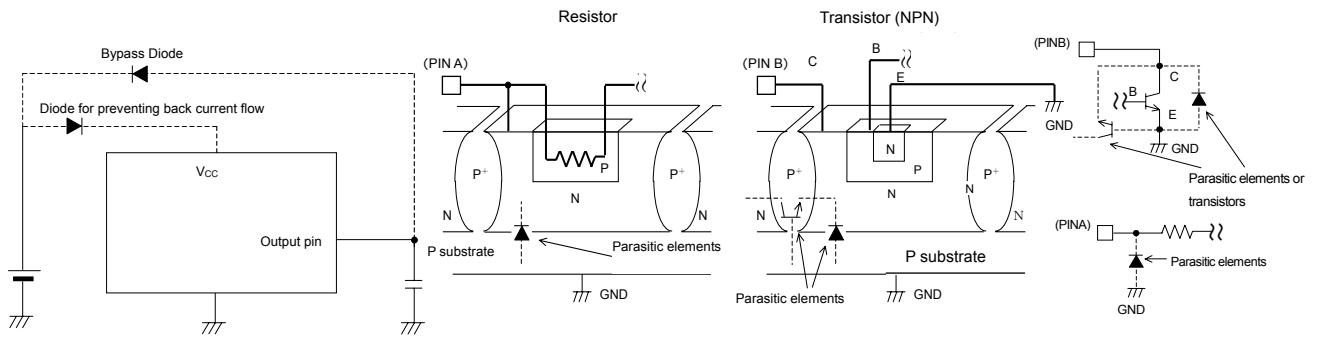 Bypass Diode
Diode for preventing back current flow
VCC
Output pin
Resistor
(PIN A)
P+
P
P+
N
N
N
P substrate
Parasitic elements
GND
Transistor (NPN)
(PIN B)
C
B
E
GND
P+
N
P
P+
N
N
N
P substrate
Parasitic elements
GND
(PINB)
C
B
E
GND
Parasitic elements or
transistors
(PINA)
Parasitic elements
GND